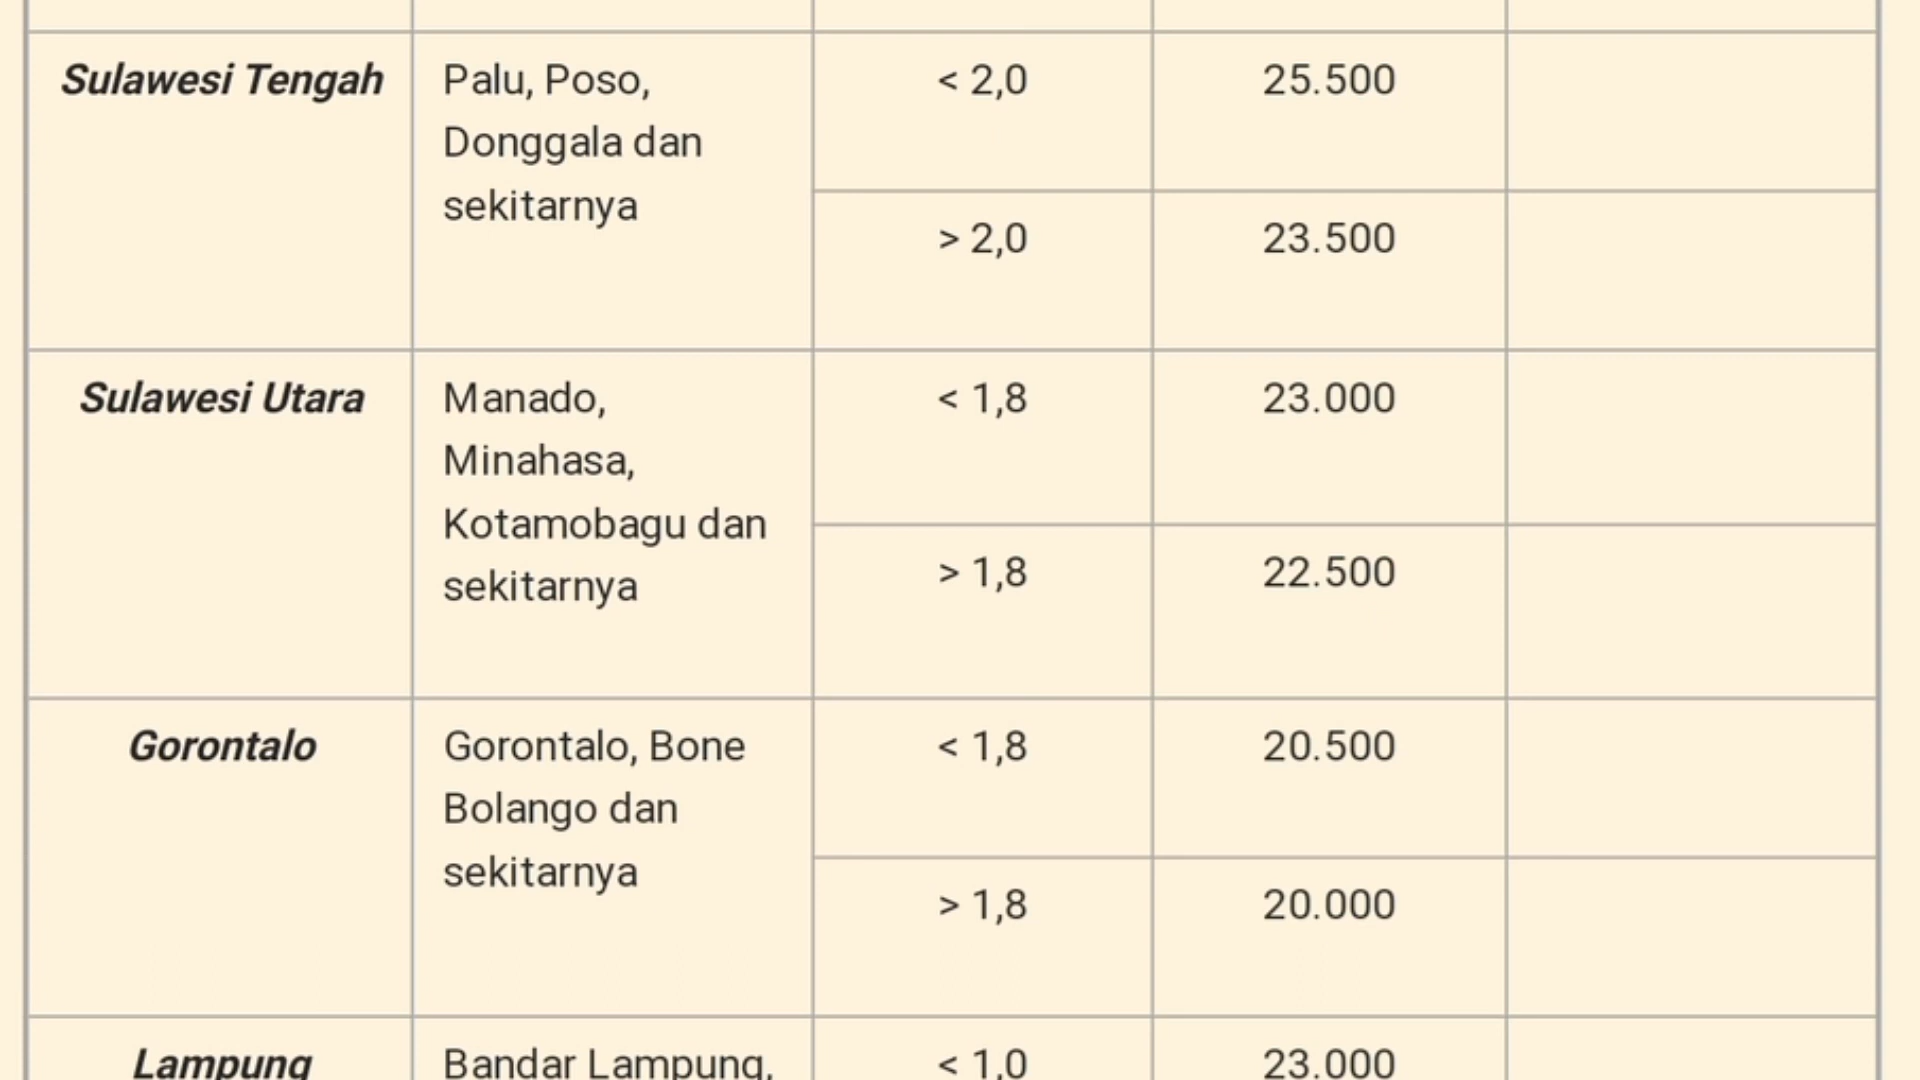 Sulawesi Tengah
Palu, Poso,
Donggala dan
sekitarnya
< 2,0
25.500
> 2,0
23.500
Sulawesi Utara
Manado,
Minahasa,
Kotamobagu dan
sekitarnya
< 1,8
23.000
> 1,8
22.500
Gorontalo
Gorontalo, Bone
Bolango dan
sekitarnya
< 1,8
20.500
> 1,8
20.000
Lampung
Bandar Lampung,
< 1,0
23.000